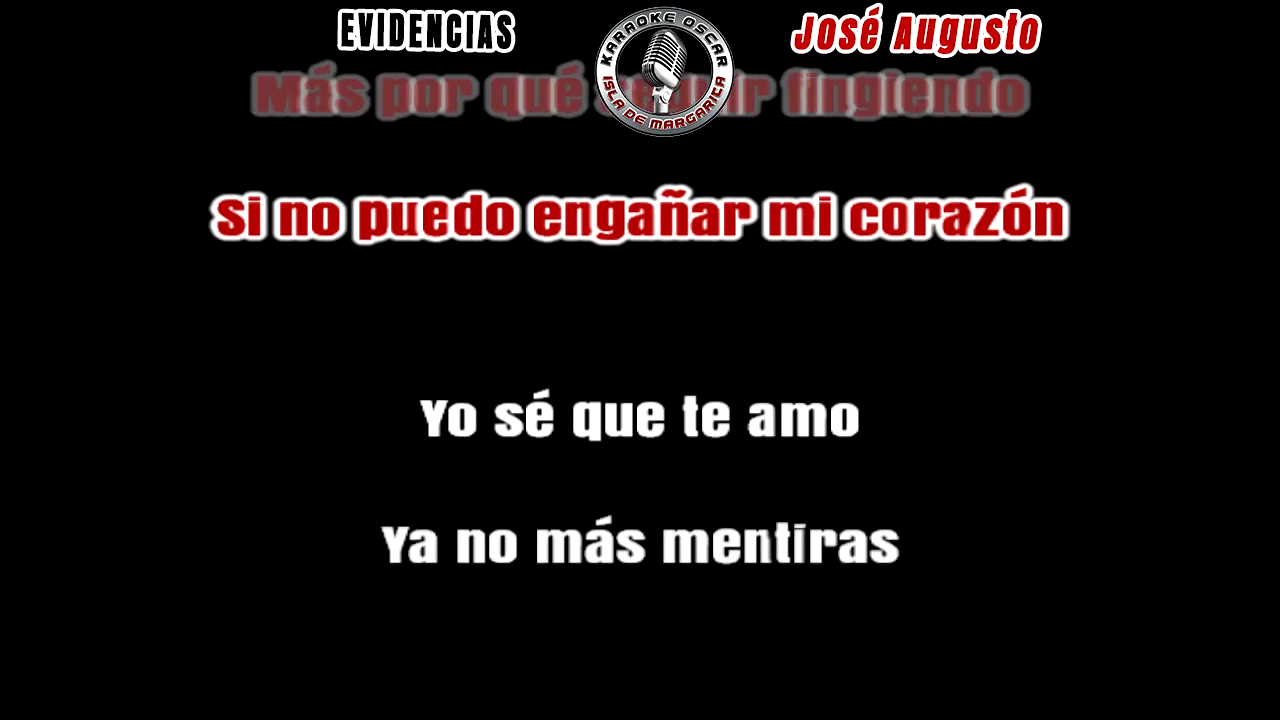 EVIDENCIAS
José Augusto
KARAOKE OSCAR
ISLA DE MARGARITA
Más por qué seguir fingiendo
Si no puedo engañar mi corazón
Yo sé que te amo
Ya no más mentiras